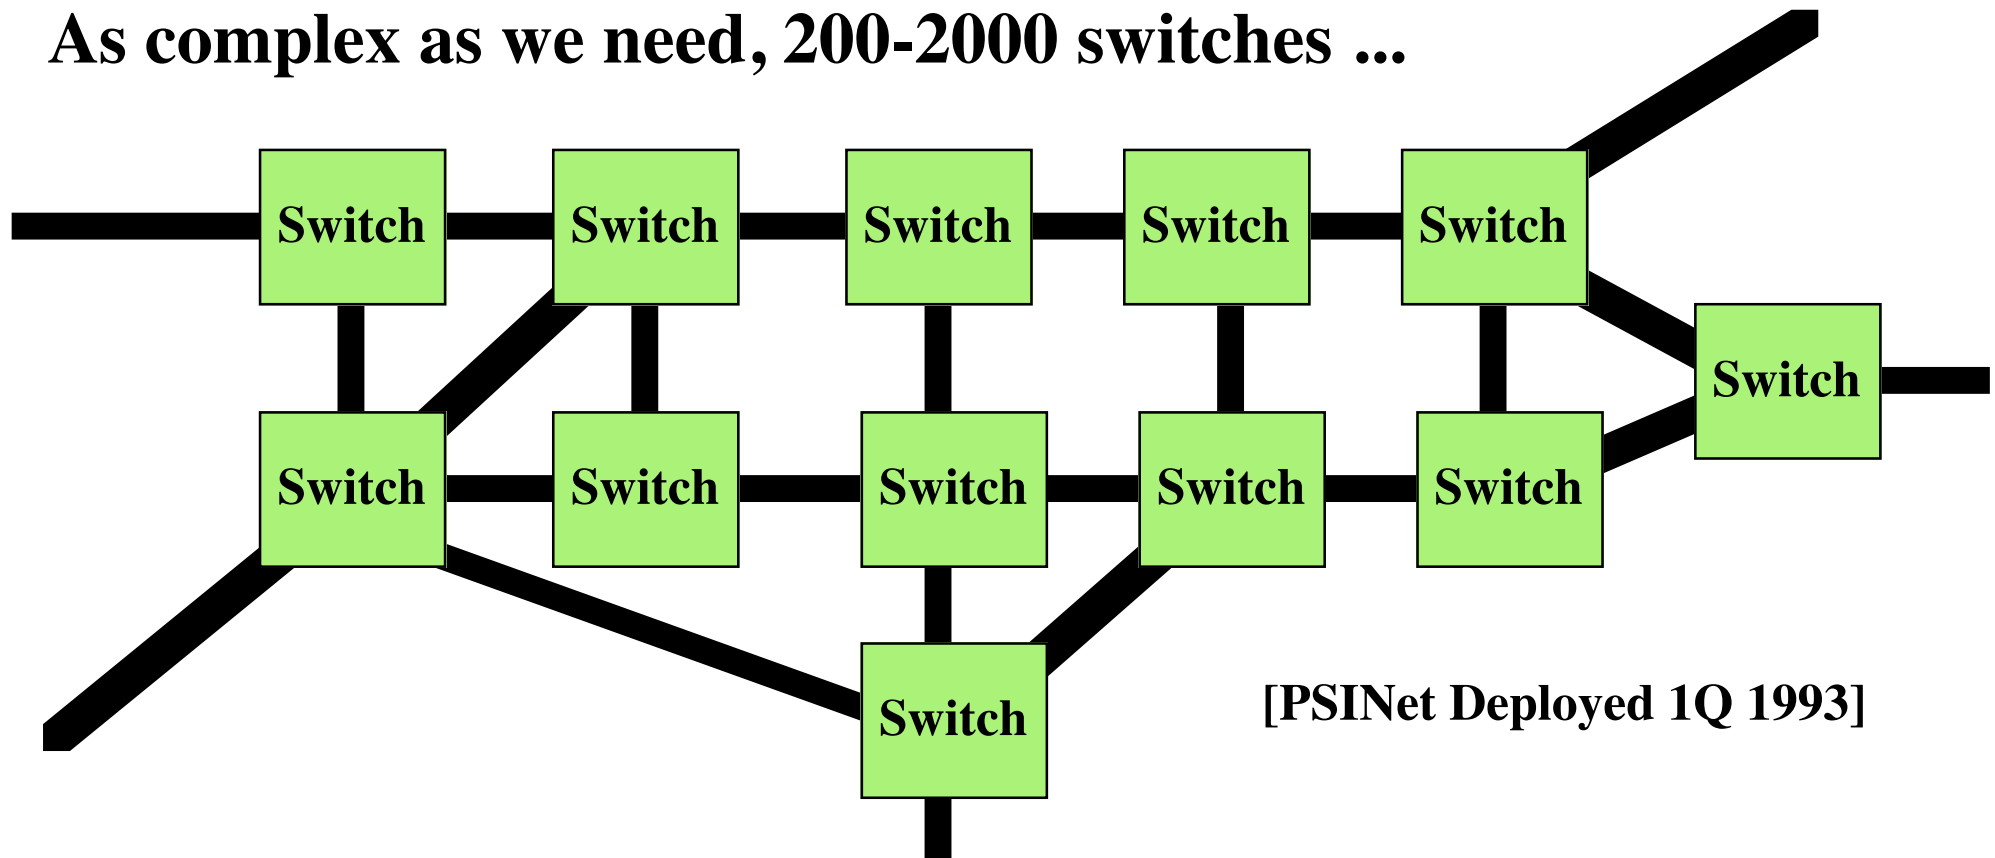 As complex as we need, 200-2000 switches ...
Switch Switch Switch Switch Switch
Switch
Switch Switch Switch Switch Switch
Switch
[PSINet Deployed 1Q 1993]